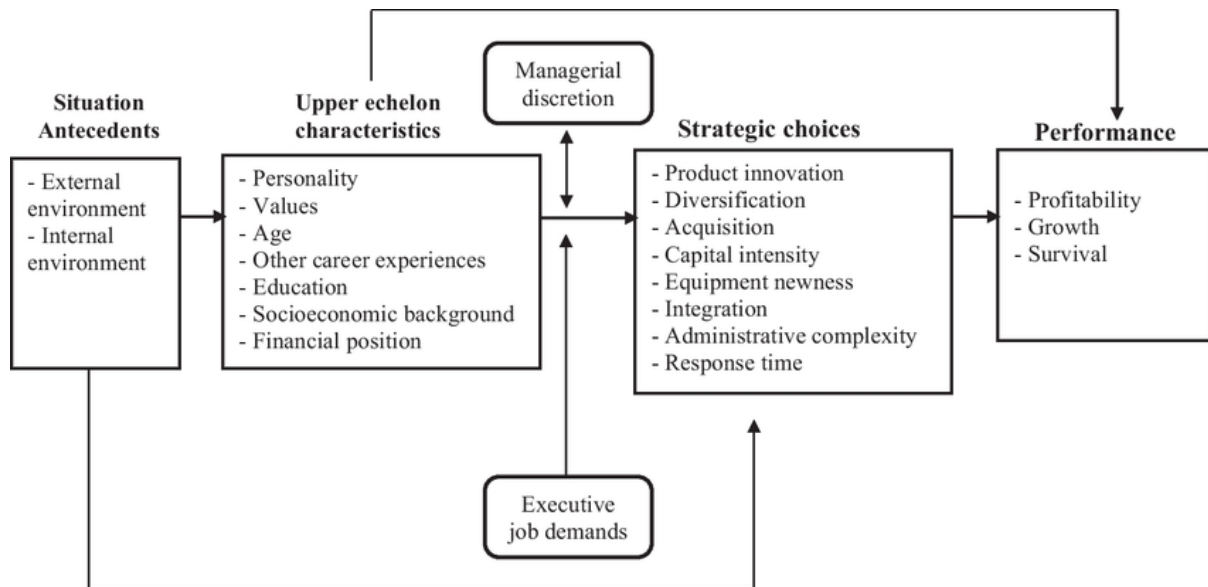 Situation
Antecedents
- External
environment
- Internal
environment
Upper echelon
characteristics
- Personality
- Values
- Age
- Other career experiences
- Education
- Socioeconomic background
- Financial position
Managerial
discretion
Executive
job demands
Strategic choices
- Product innovation
- Diversification
- Acquisition
- Capital intensity
- Equipment newness
- Integration
- Administrative complexity
- Response time
Performance
- Profitability
- Growth
- Survival